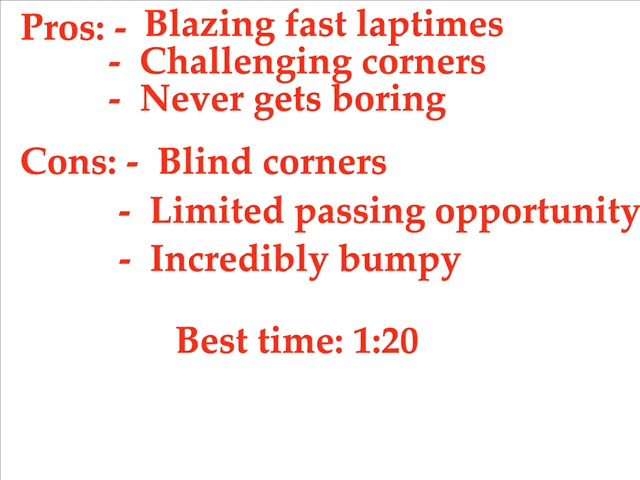 Pros: - Blazing fast laptimes
- Challenging corners
- Never gets boring
Cons: - Blind corners
- Limited passing opportunity
- Incredibly bumpy
Best time: 1:20